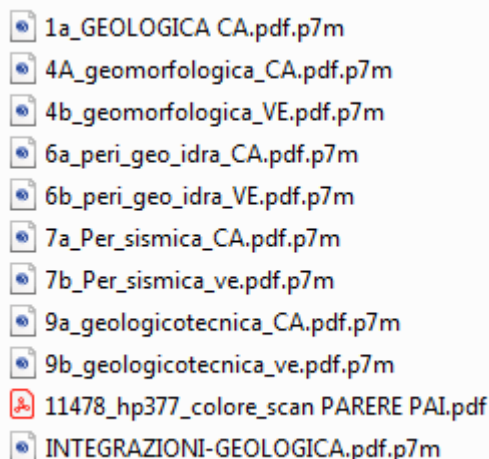 1a_GEOLOGICA CA.pdf.p7m
4A_geomorfologica_CA.pdf.p7m
4b_geomorfologica_VE.pdf.p7m
6a_peri_geo_idra_CA.pdf.p7m
6b_peri_geo_idra_VE.pdf.p7m
7a_Per_sismica_CA.pdf.p7m
7b_Per_sismica_ve.pdf.p7m
9a_geologicotecnica_CA.pdf.p7m
9b_geologicotecnica_ve.pdf.p7m
11478_hp377_colore_scan PARERE PAI.pdf
INTEGRAZIONI-GEOLOGICA.pdf.p7m